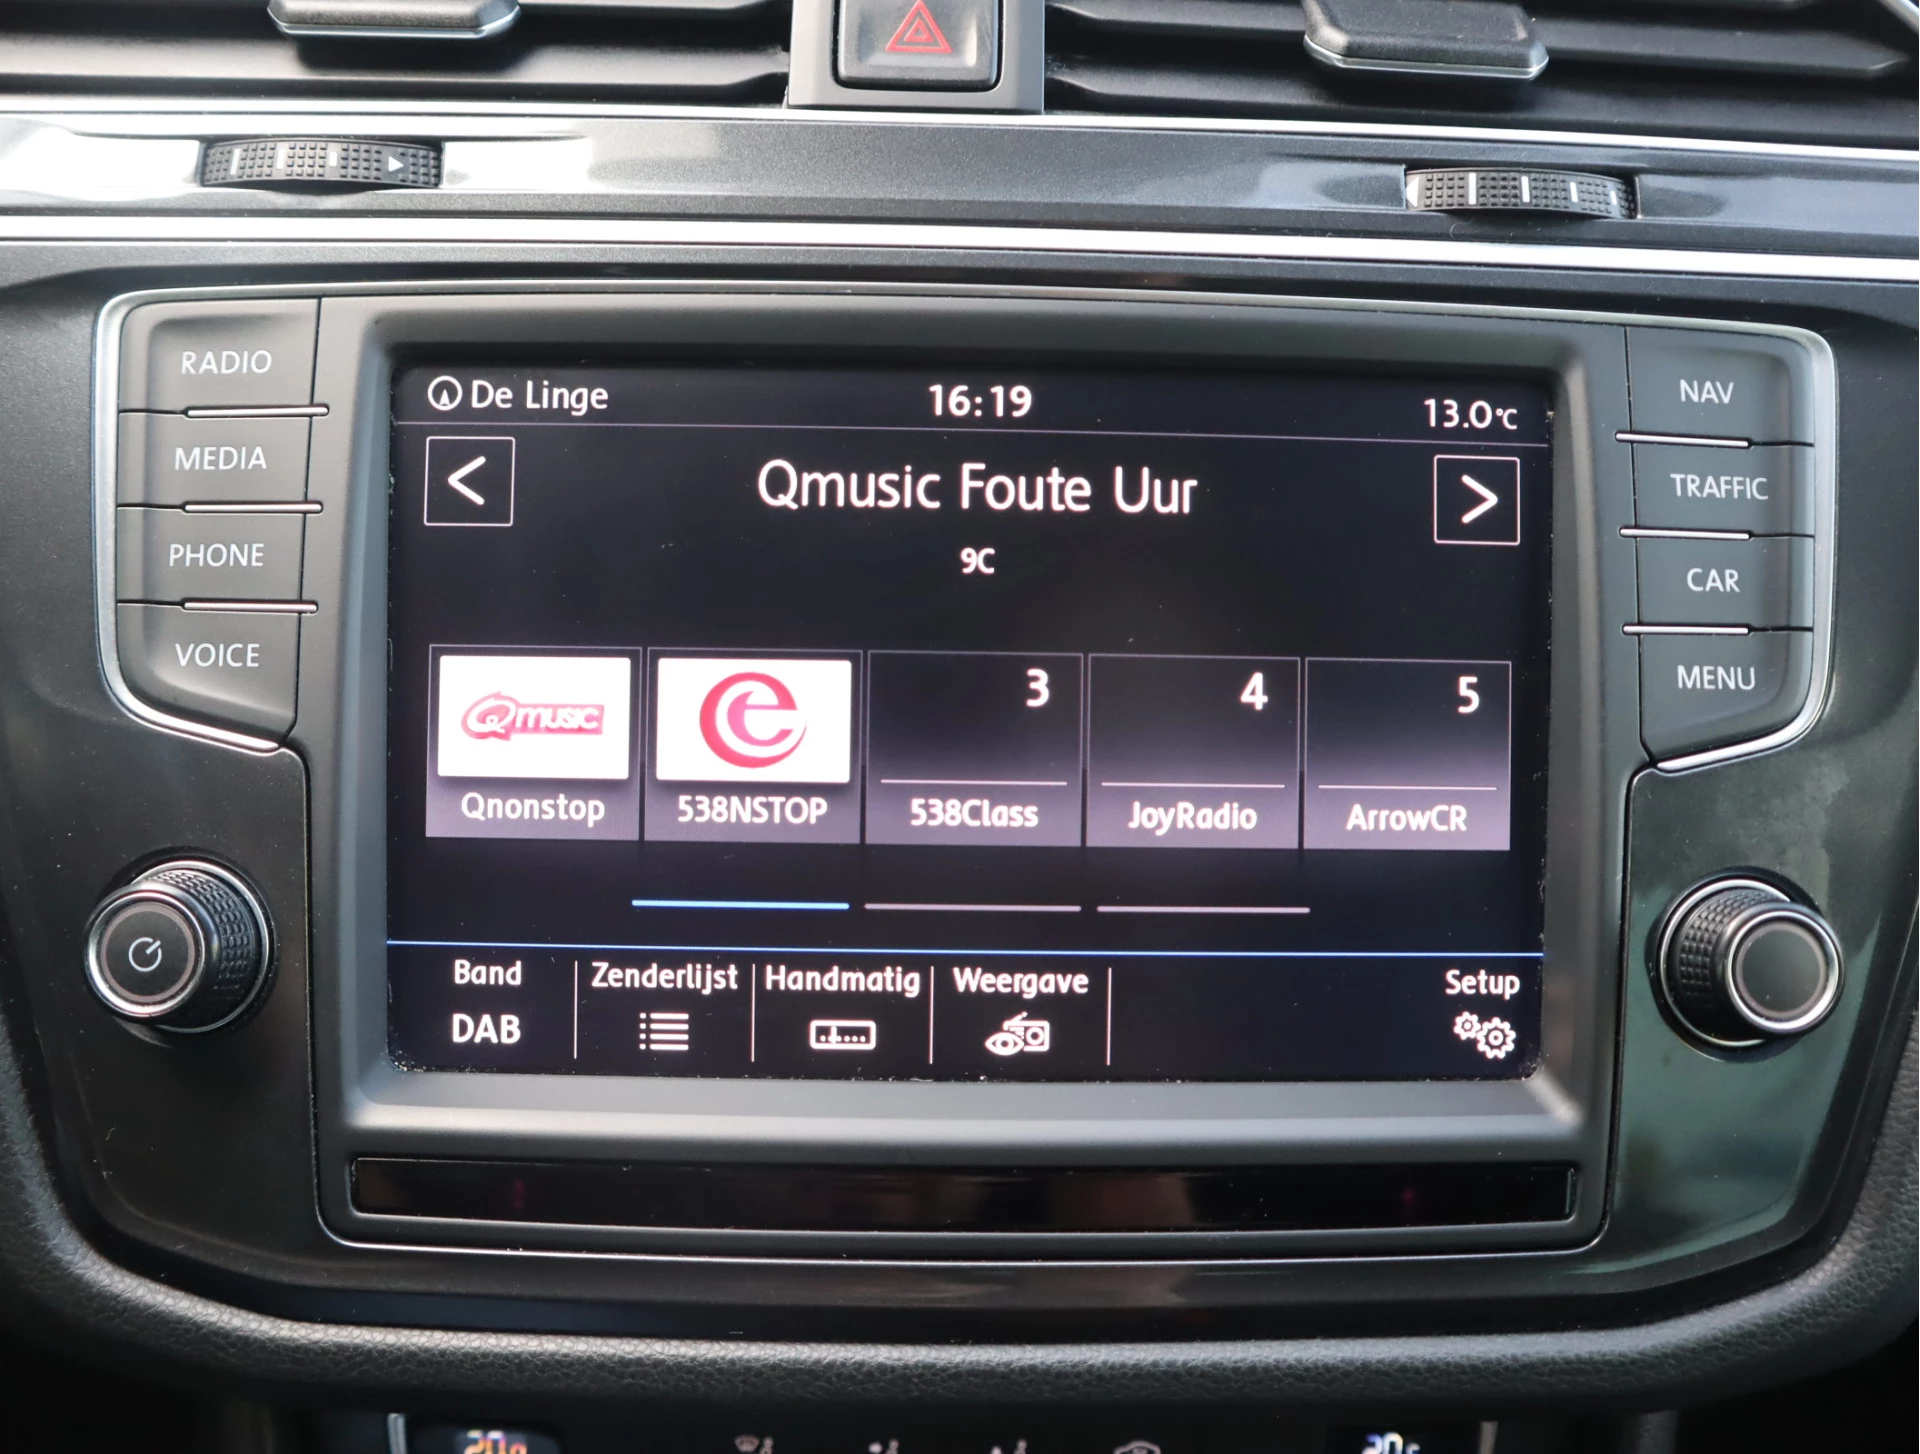 RADIO
MEDIA
PHONE
VOICE
De Linge
16:19
13.0°C
<
Qmusic Foute Uur
>
9C
Qmusic
e
3
4
5
Qnonstop
538NSTOP
538Class
JoyRadio
ArrowCR
Band
DAB
Zenderlijst
Handmatig
Weergave
Setup
NAV
TRAFFIC
CAR
MENU